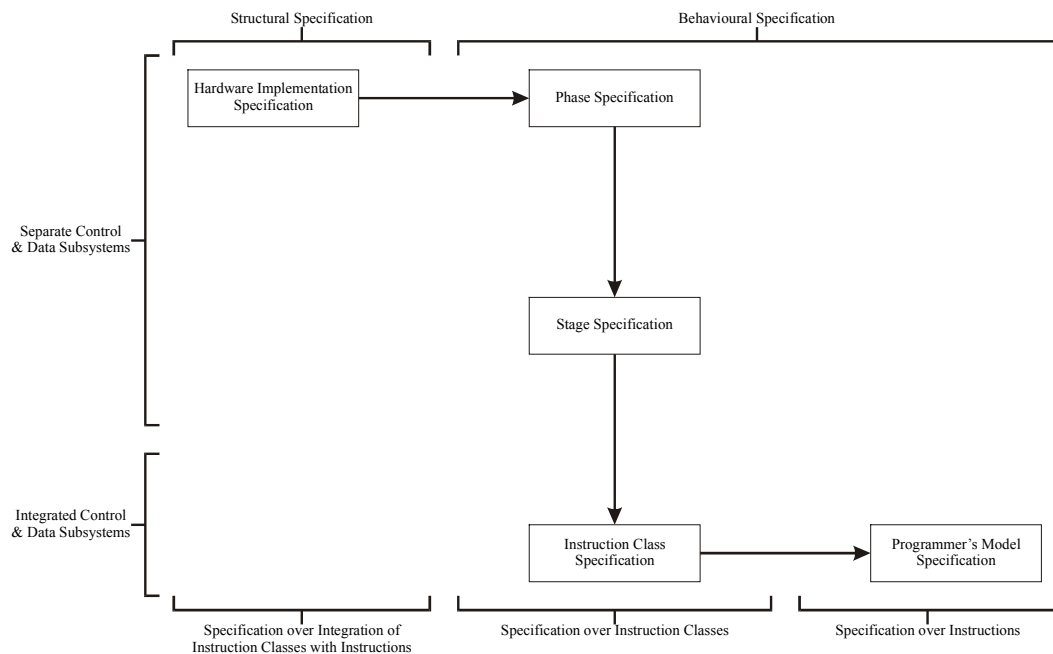 Structural Specification
Behavioural Specification
Hardware Implementation
Specification
Phase Specification
Separate Control
& Data Subsystems
Stage Specification
Integrated Control
& Data Subsystems
Instruction Class
Specification
Programmer's Model
Specification
Specification over Integration of
Instruction Classes with Instructions
Specification over Instruction Classes
Specification over Instructions